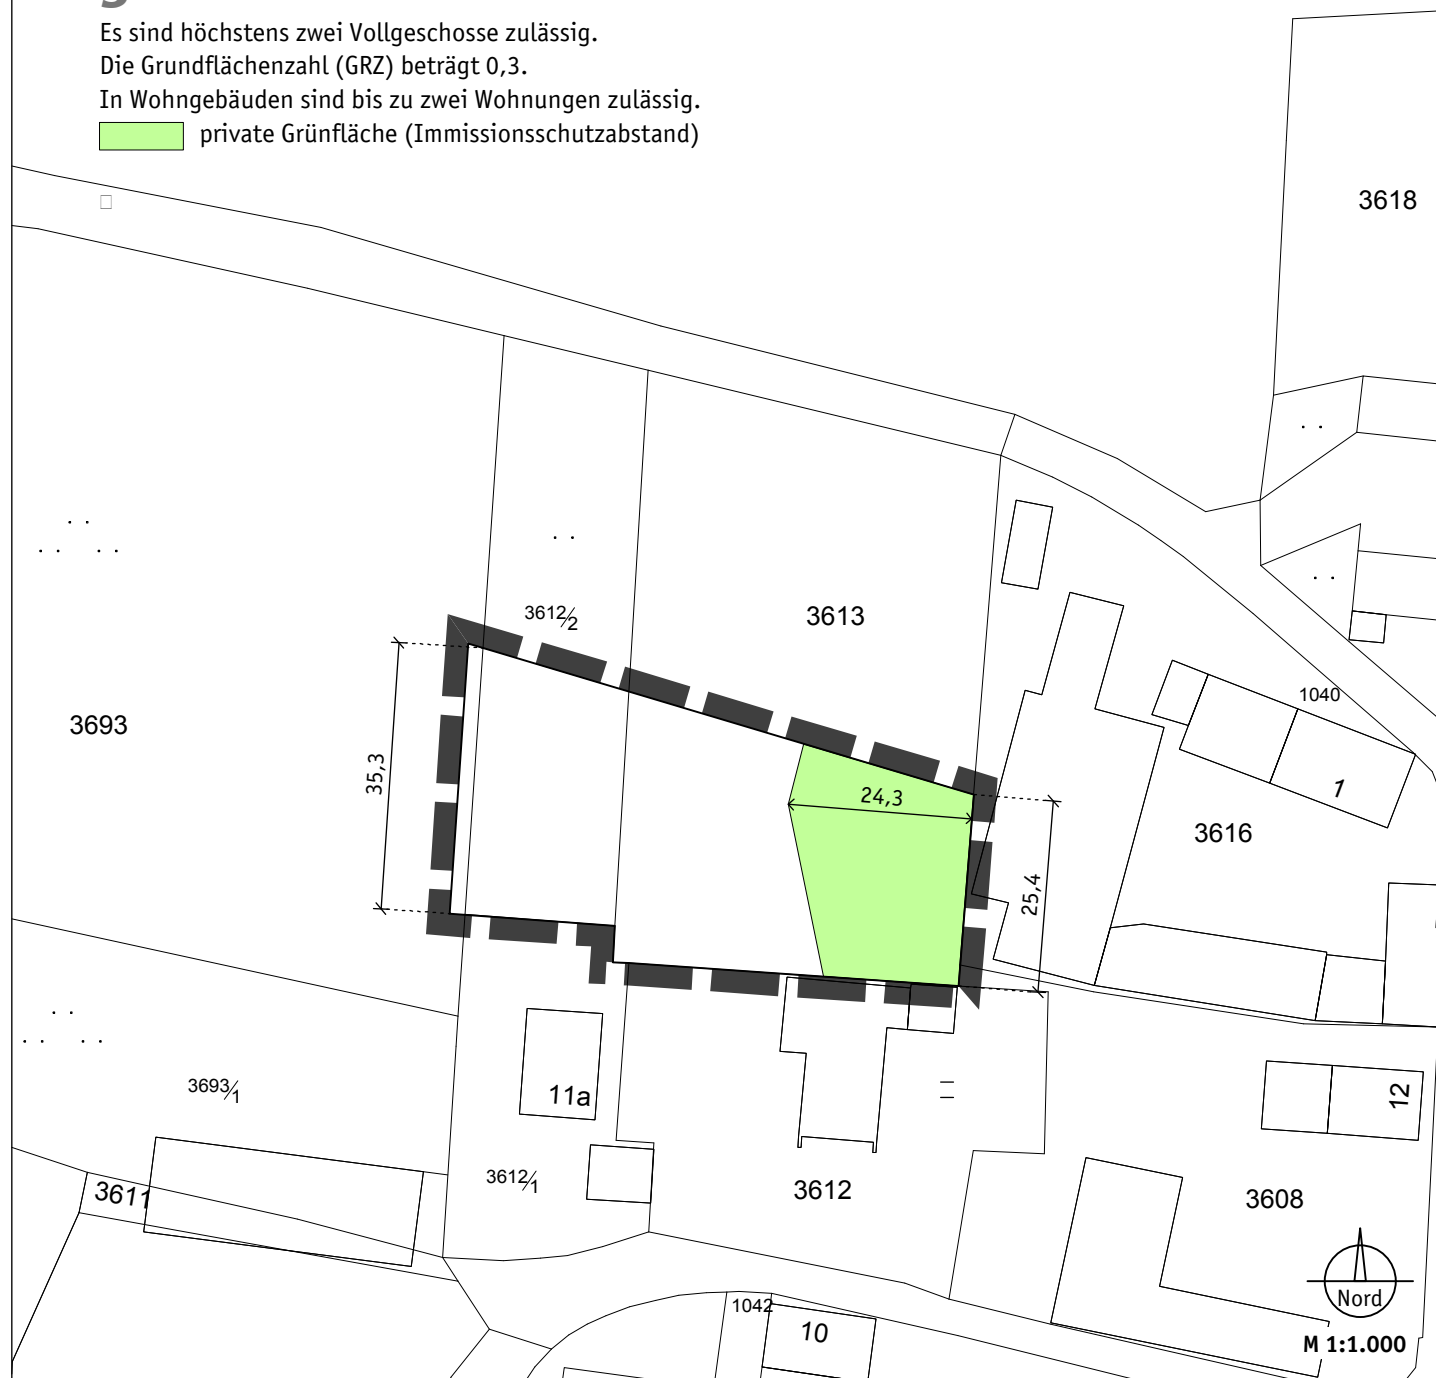 Es sind höchstens zwei Vollgeschosse zulässig.
Die Grundflächenzahl (GRZ) beträgt 0,3.
In Wohngebäuden sind bis zu zwei Wohnungen zulässig.
private Grünfläche (Immissionsschutzabstand)
3618
3612/2
3613
3693
1040
35,3
24,3
1
3616
25,4
3693/1
11a
12
3611
3612/1
3612
3608
1042
10
Nord
M 1:1.000